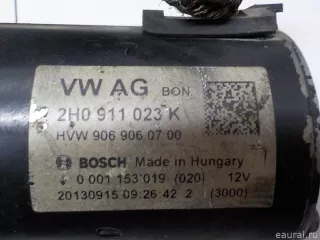 VW AG BON
2H0 911 023 K
HVW 906 906 07 00
BOSCH Made in Hungary
0 001 153 019 (020) 12V
20130915 09:26:42 2 (3000)
eaural.ru